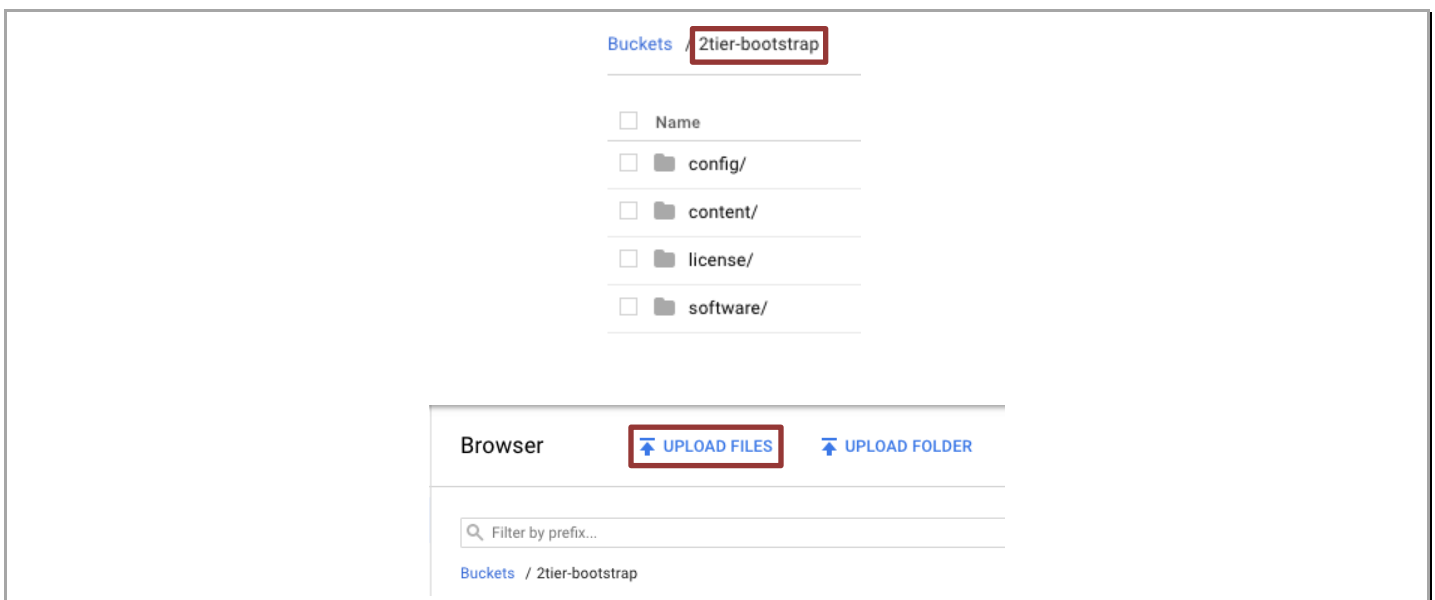 Buckets / 2tier-bootstrap
Name
config/
content/
license/
software/
Browser UPLOAD FILES UPLOAD FOLDER
Filter by prefix...
Buckets / 2tier-bootstrap